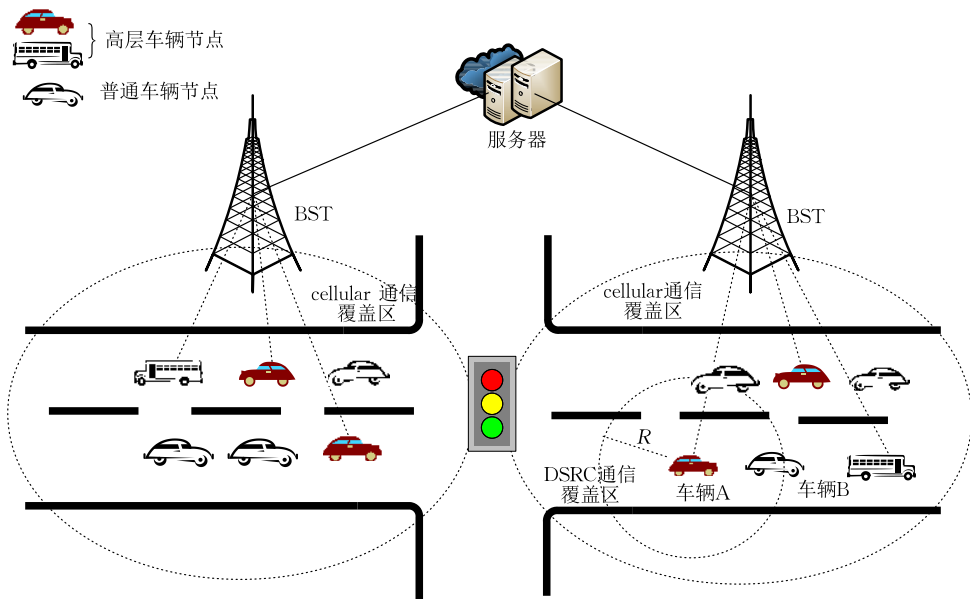 高层车辆节点
普通车辆节点
服务器
BST
BST
cellular 通信
覆盖区
cellular通信
覆盖区
R
DSRC通信
覆盖区
车辆A
车辆B